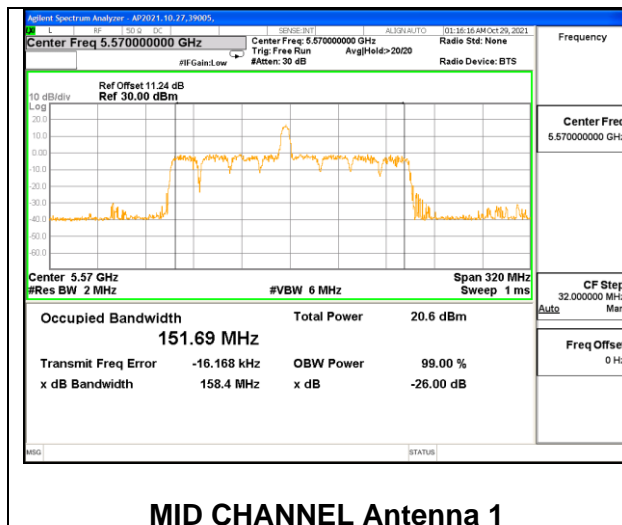 Agilent Spectrum Analyzer - AP2021.10.27,39005,
L RF 50 Ω DC SENSE:INT ALIGNAUTO 01:16:16 AM Oct 29, 2021
Center Freq 5.570000000 GHz
Center Freq: 5.570000000 GHz
Radio Std: None
Trig: Free Run Avg|Hold:>20/20
#IFGain:Low #Atten: 30 dB Radio Device: BTS
Ref Offset 11.24 dB
10 dB/div Ref 30.00 dBm
Log
20.0
10.0
0.00
-10.0
-20.0
-30.0
-40.0
-50.0
-60.0
Center 5.57 GHz Span 320 MHz
#Res BW 2 MHz #VBW 6 MHz Sweep 1 ms
Occupied Bandwidth Total Power 20.6 dBm
151.69 MHz
Transmit Freq Error -16.168 kHz OBW Power 99.00 %
x dB Bandwidth 158.4 MHz x dB -26.00 dB
MSG STATUS
Frequency
Center Freq
5.570000000 GHz
CF Step
32.000000 MHz
Auto Man
Freq Offset
0 Hz
MID CHANNEL Antenna 1